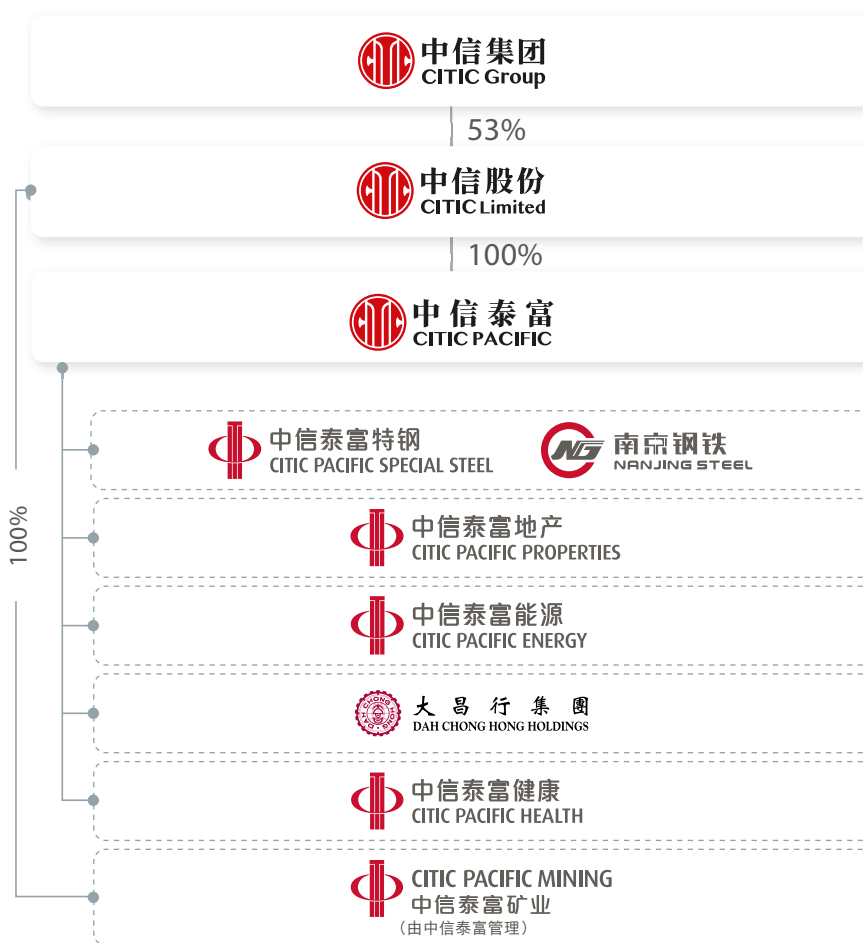 中信集团
CITIC Group
53%
中信股份
CITIC Limited
100%
中信泰富
CITIC PACIFIC
中信泰富特钢
CITIC PACIFIC SPECIAL STEEL
NG
南京钢铁
NANJING STEEL
100%
中信泰富地产
CITIC PACIFIC PROPERTIES
中信泰富能源
CITIC PACIFIC ENERGY
DAH CHONG HONG
大昌行集團
DAH CHONG HONG HOLDINGS
中信泰富健康
CITIC PACIFIC HEALTH
CITIC PACIFIC MINING
中信泰富矿业
（由中信泰富管理）